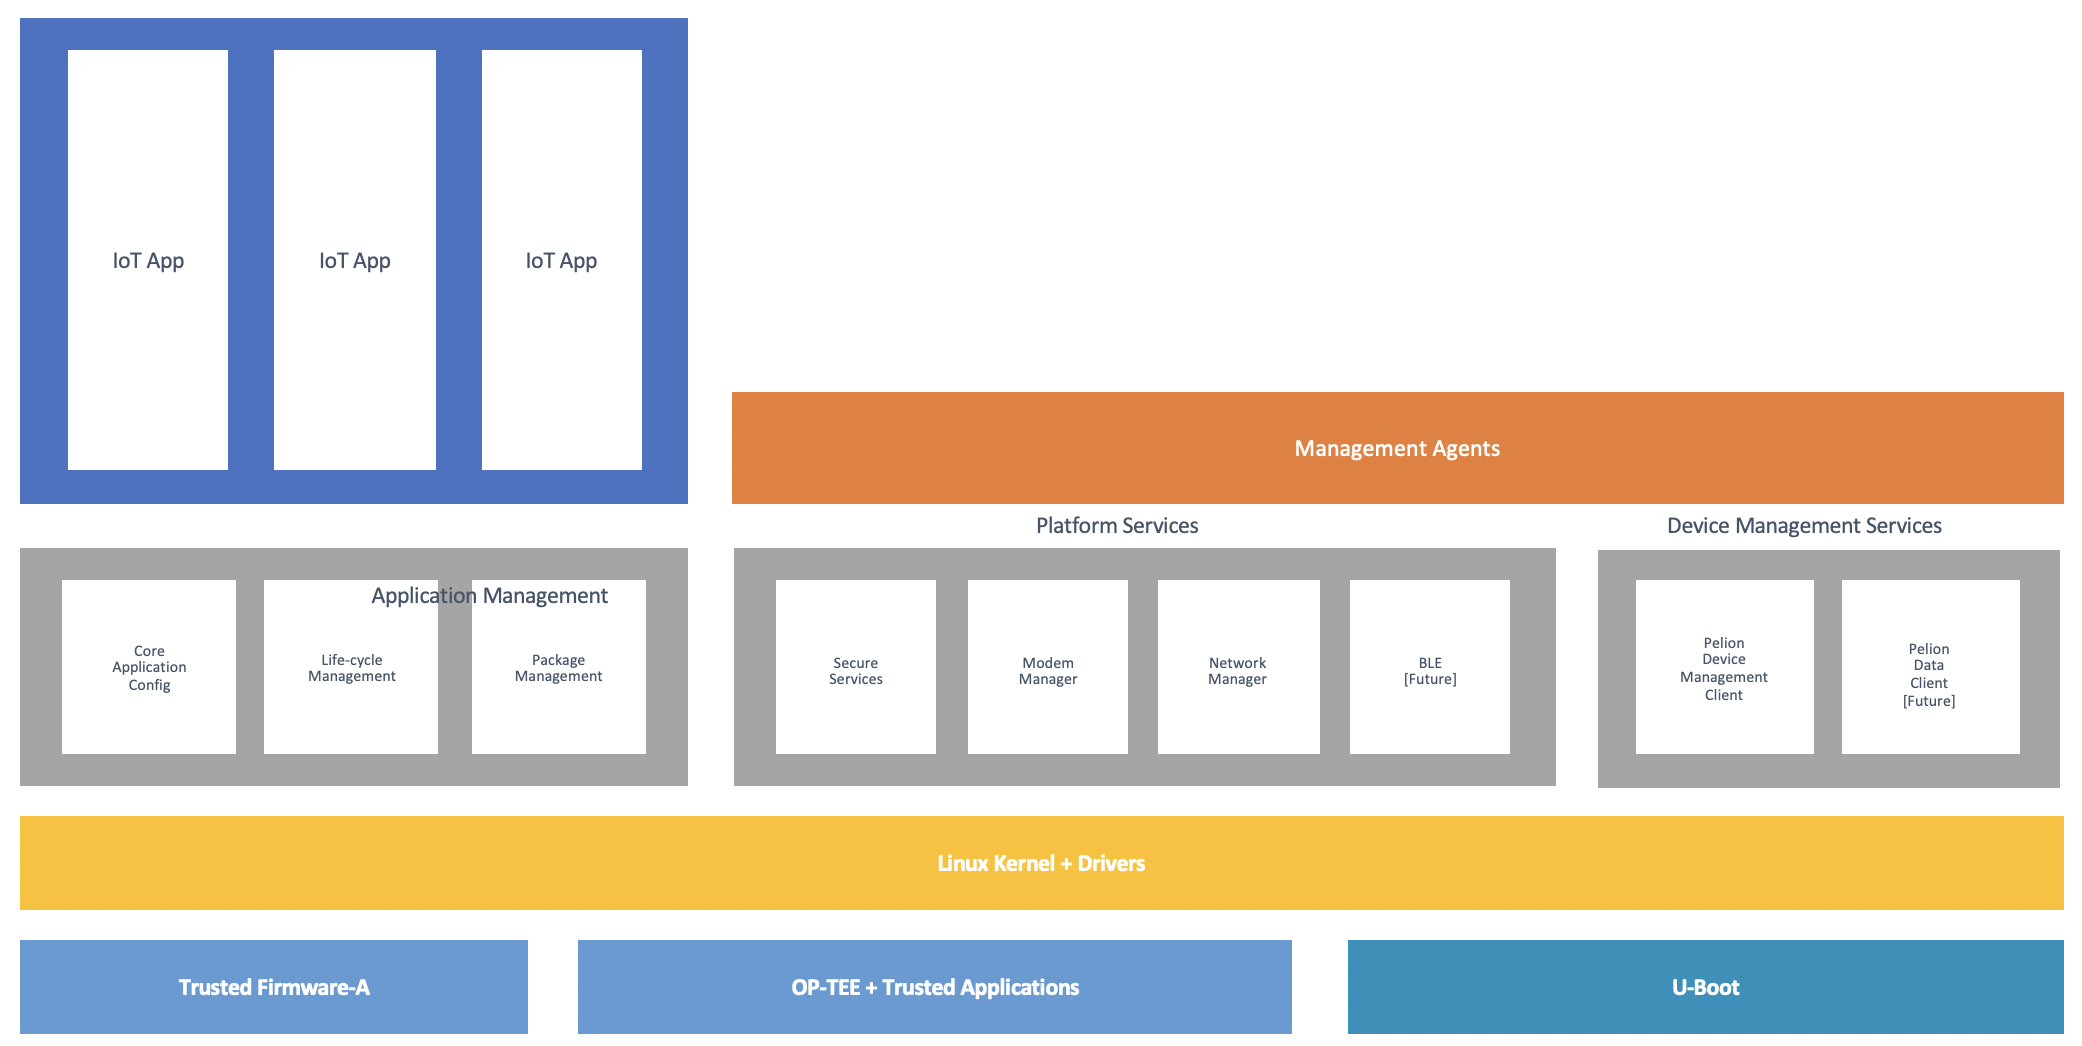 IoT App
IoT App
IoT App
Management Agents
Platform Services
Device Management Services
Application Management
Core
Application
Config
Life-cycle
Management
Package
Management
Secure
Services
Modem
Manager
Network
Manager
BLE
[Future]
Pelion
Device
Management
Client
Pelion
Data
Client
[Future]
Linux Kernel + Drivers
Trusted Firmware-A
OP-TEE + Trusted Applications
U-Boot